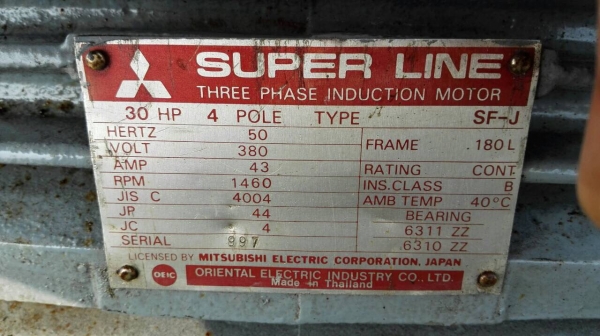 SUPER LINE
THREE PHASE INDUCTION MOTOR
30 HP 4 POLE TYPE SF-J
HERTZ 50
VOLT 380
AMP 43
RPM 1460
JIS C 4004
JP 44
JC 4
SERIAL 997
FRAME 180 L
RATING CONT
INS.CLASS B
AMB TEMP 40°C
BEARING
6311 ZZ
6310 ZZ
LICENSED BY MITSUBISHI ELECTRIC CORPORATION, JAPAN
OEIC ORIENTAL ELECTRIC INDUSTRY CO., LTD.
Made in Thailand